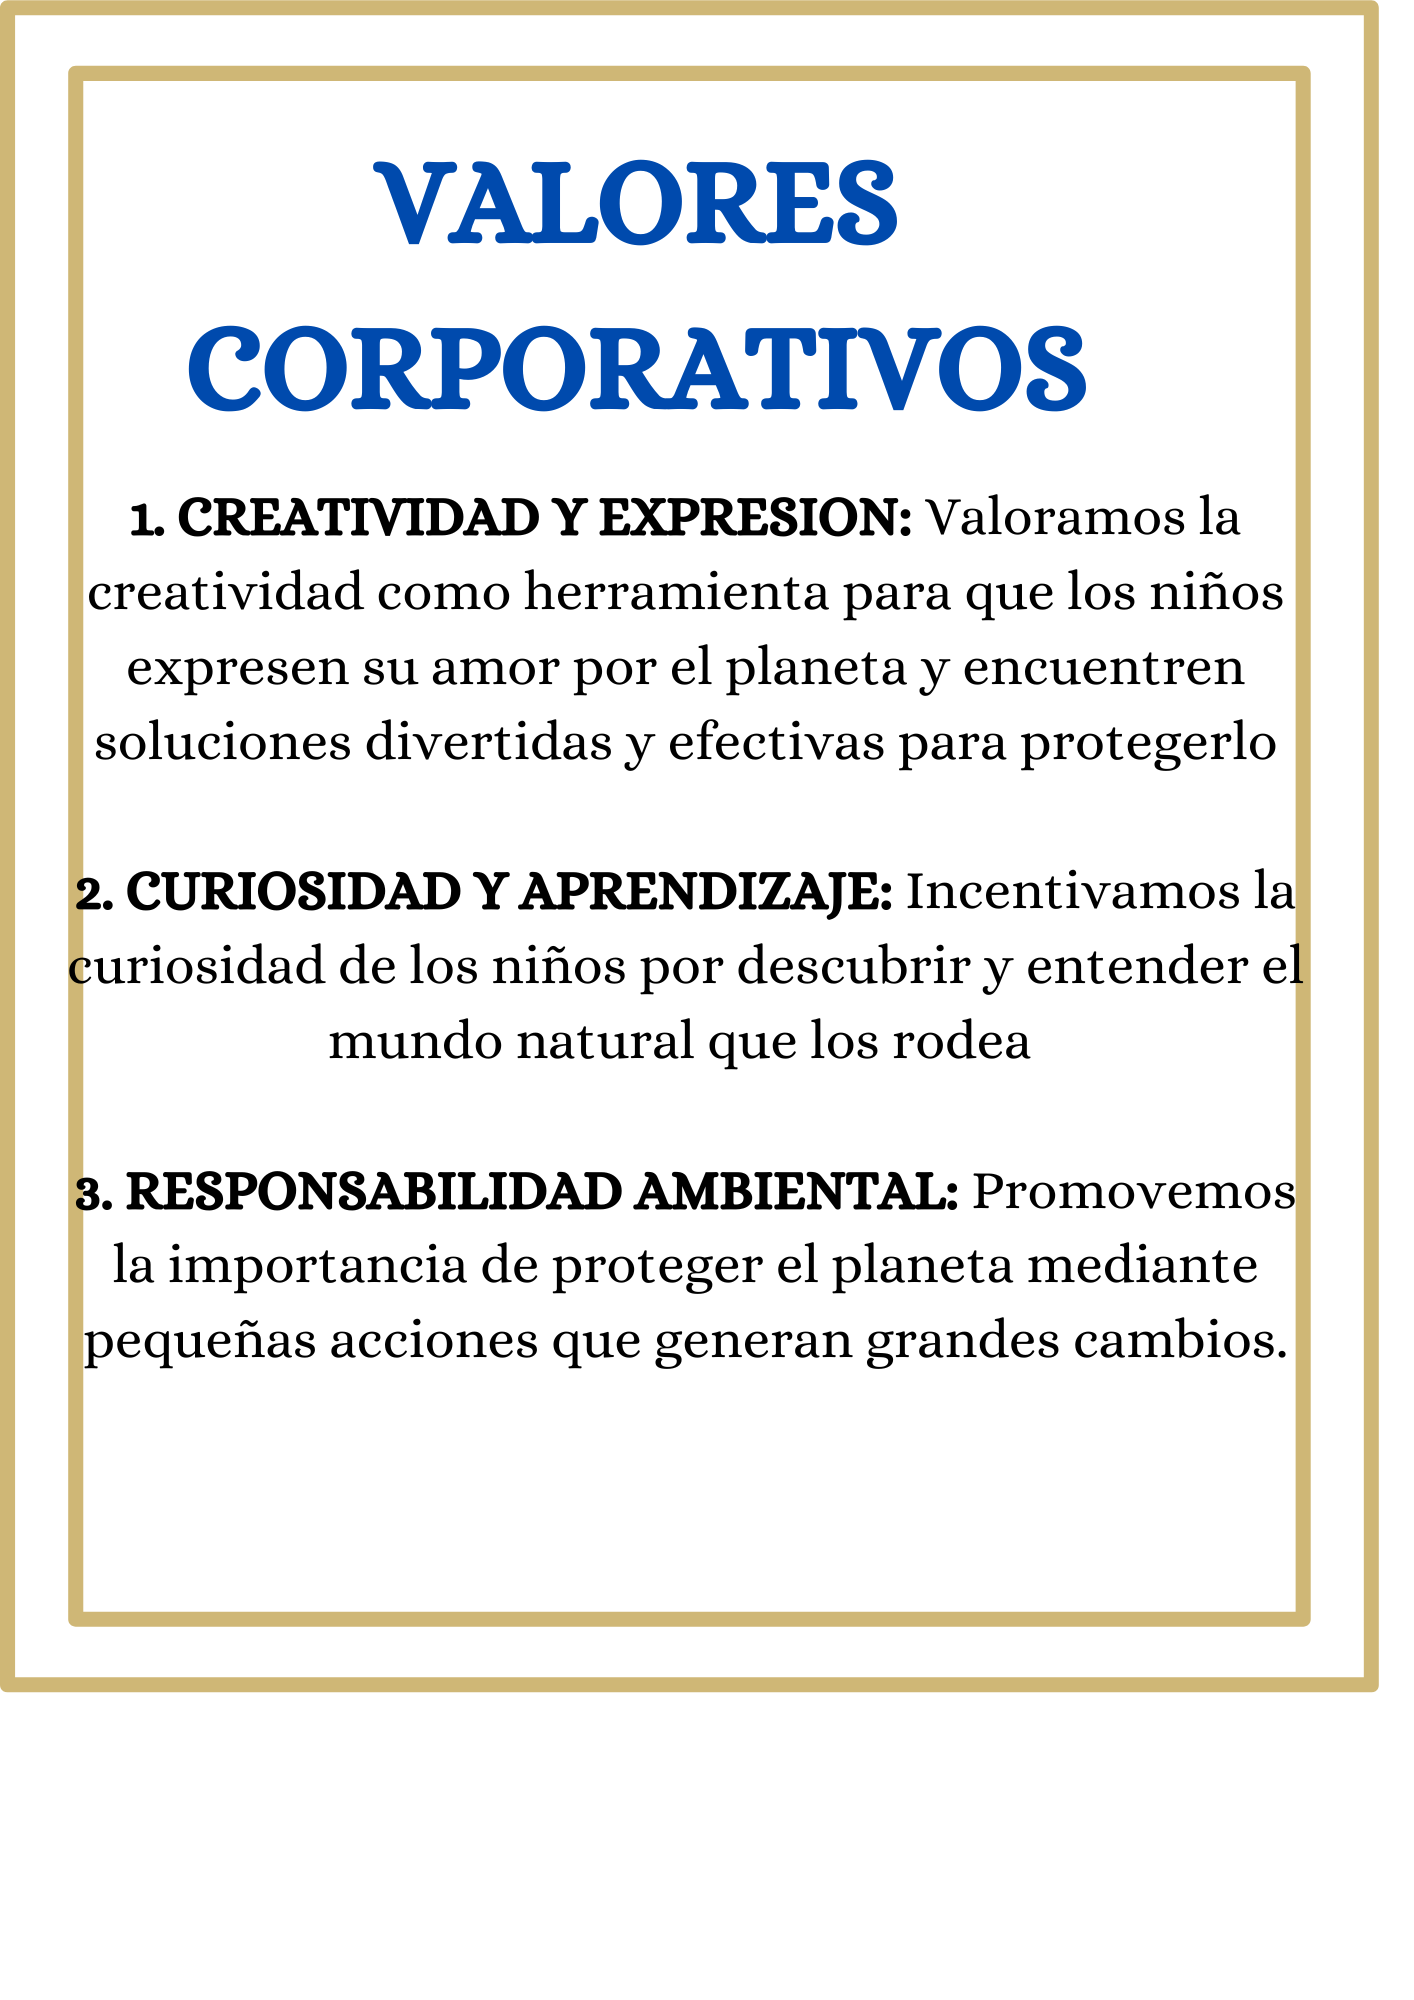 VALORES
CORPORATIVOS
1. CREATIVIDAD Y EXPRESION: Valoramos la
creatividad como herramienta para que los niños
expresen su amor por el planeta y encuentren
soluciones divertidas y efectivas para protegerlo
2. CURIOSIDAD Y APRENDIZAJE: Incentivamos la
curiosidad de los niños por descubrir y entender el
mundo natural que los rodea
3. RESPONSABILIDAD AMBIENTAL: Promovemos
la importancia de proteger el planeta mediante
pequeñas acciones que generan grandes cambios.